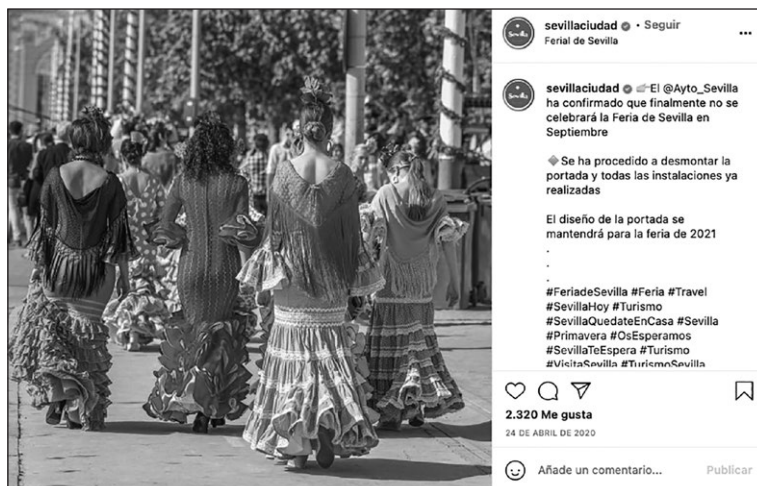 sevillaciudad • Seguir
Ferial de Sevilla
Sevilla
sevillaciudad El @Ayto_Sevilla
ha confirmado que finalmente no se
celebrará la Feria de Sevilla en
Septiembre
Se ha procedido a desmontar la
portada y todas las instalaciones ya
realizadas
El diseño de la portada se
mantendrá para la feria de 2021
.
.
.
#FeriadeSevilla #Feria #Travel
#SevillaHoy #Turismo
#SevillaQuedateEnCasa #Sevilla
#Primavera #OsEsperamos
#SevillaTeEspera #Turismo
#VisitaSevilla #TurismoSevilla
2.320 Me gusta
24 DE ABRIL DE 2020
Añade un comentario... Publicar